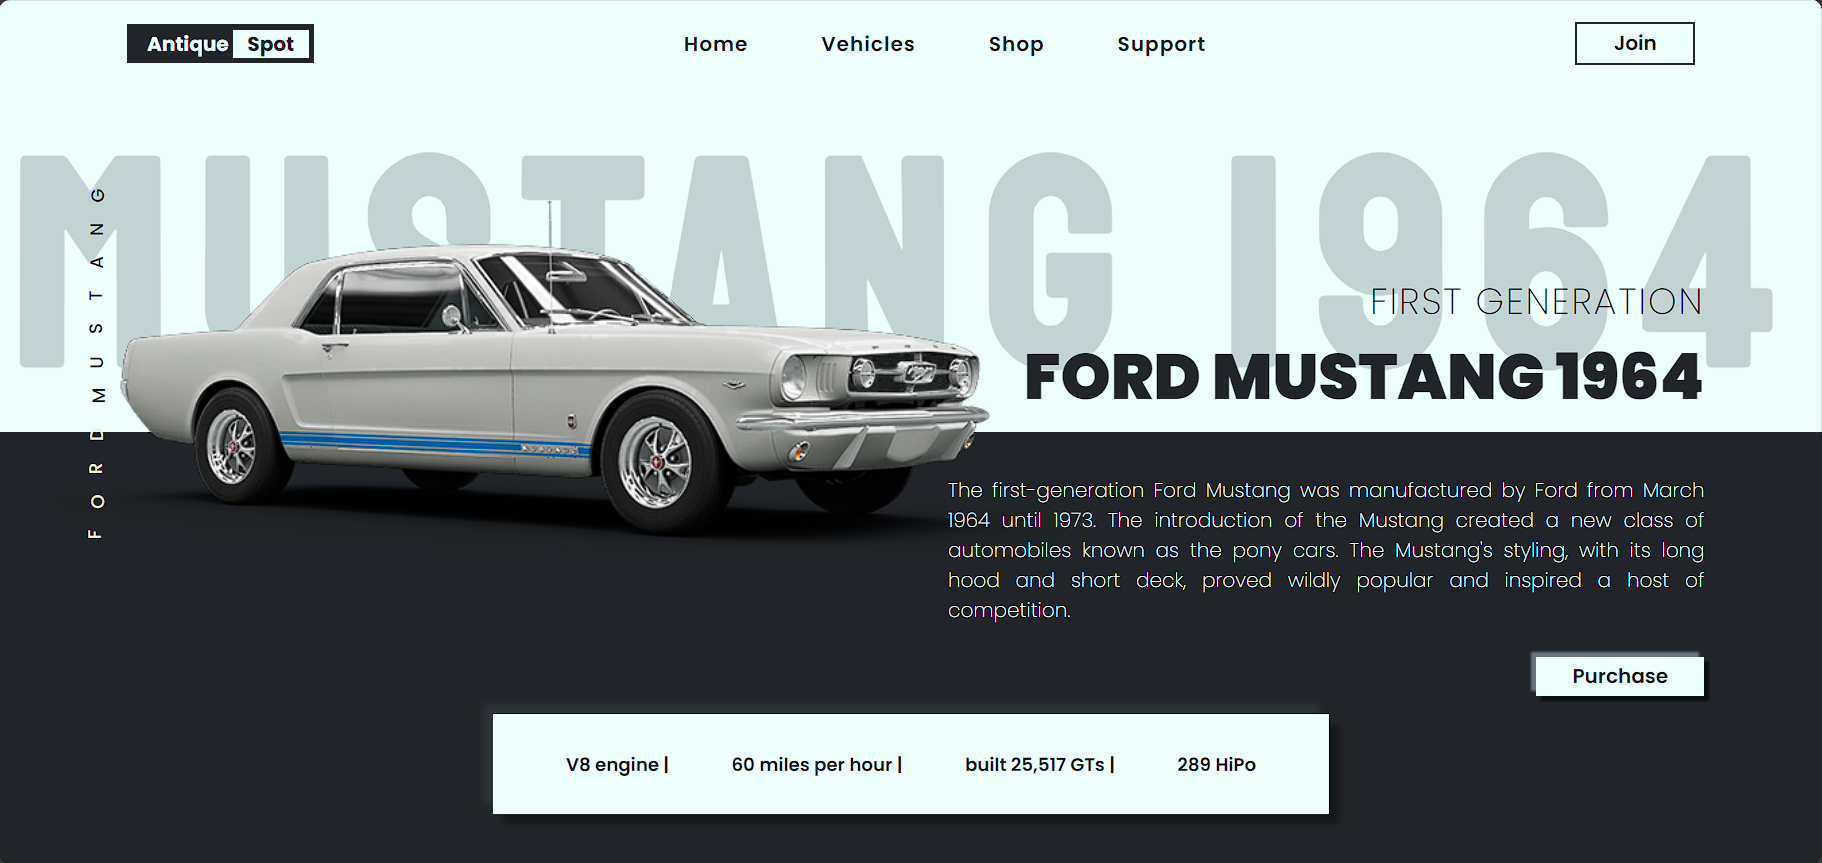 Antique Spot
Home Vehicles Shop Support
Join
MUSTANG 1964
FORD MUSTANG
FIRST GENERATION
FORD MUSTANG 1964
The first-generation Ford Mustang was manufactured by Ford from March
1964 until 1973. The introduction of the Mustang created a new class of
automobiles known as the pony cars. The Mustang's styling, with its long
hood and short deck, proved wildly popular and inspired a host of
competition.
Purchase
V8 engine | 60 miles per hour | built 25,517 GTs | 289 HiPo